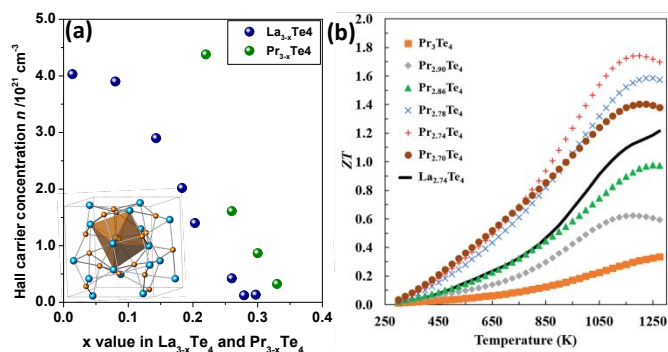 (a)
La3-xTe4
Pr3-xTe4
Hall carrier concentration n /10^21 cm^-3
5.0
4.0
3.0
2.0
1.0
0.0
0.0 0.1 0.2 0.3 0.4
x value in La3-xTe4 and Pr3-xTe4
(b)
Pr3Te4
Pr2.90Te4
Pr2.86Te4
Pr2.78Te4
Pr2.74Te4
Pr2.70Te4
La2.74Te4
ZT
2.0
1.8
1.6
1.4
1.2
1.0
0.8
0.6
0.4
0.2
0.0
250 450 650 850 1050 1250
Temperature (K)